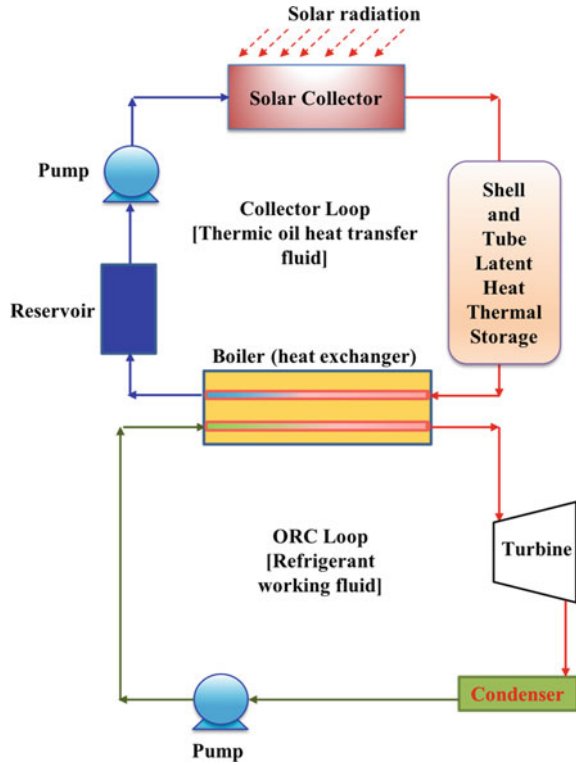 Solar radiation
Solar Collector
Pump
Shell
and
Tube
Latent
Heat
Thermal
Storage
Collector Loop
[Thermic oil heat transfer
fluid]
Reservoir
Boiler (heat exchanger)
ORC Loop
[Refrigerant
working fluid]
Turbine
Condenser
Pump